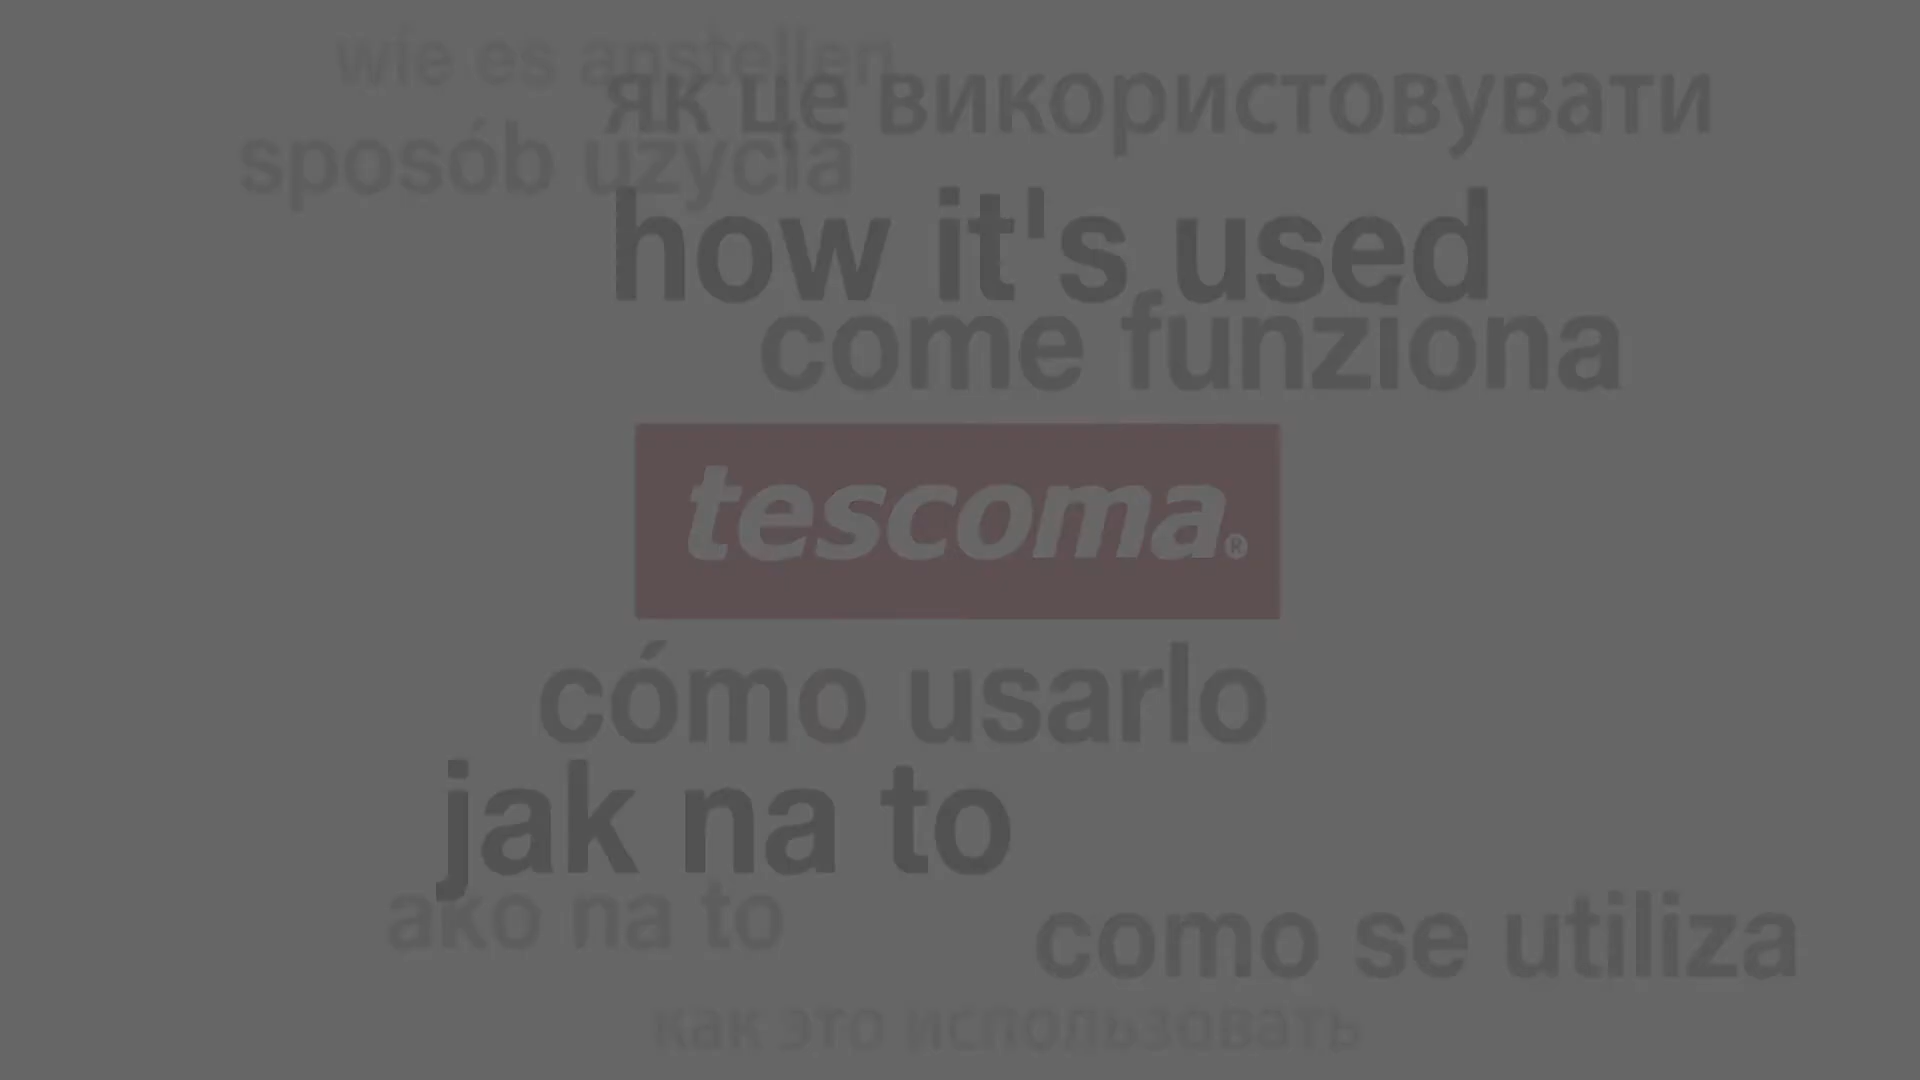 wie es anstellen
як це використовувати
sposób użycia
how it's used
come funziona
tescoma®
cómo usarlo
jak na to
ako na to
como se utiliza
как это использовать